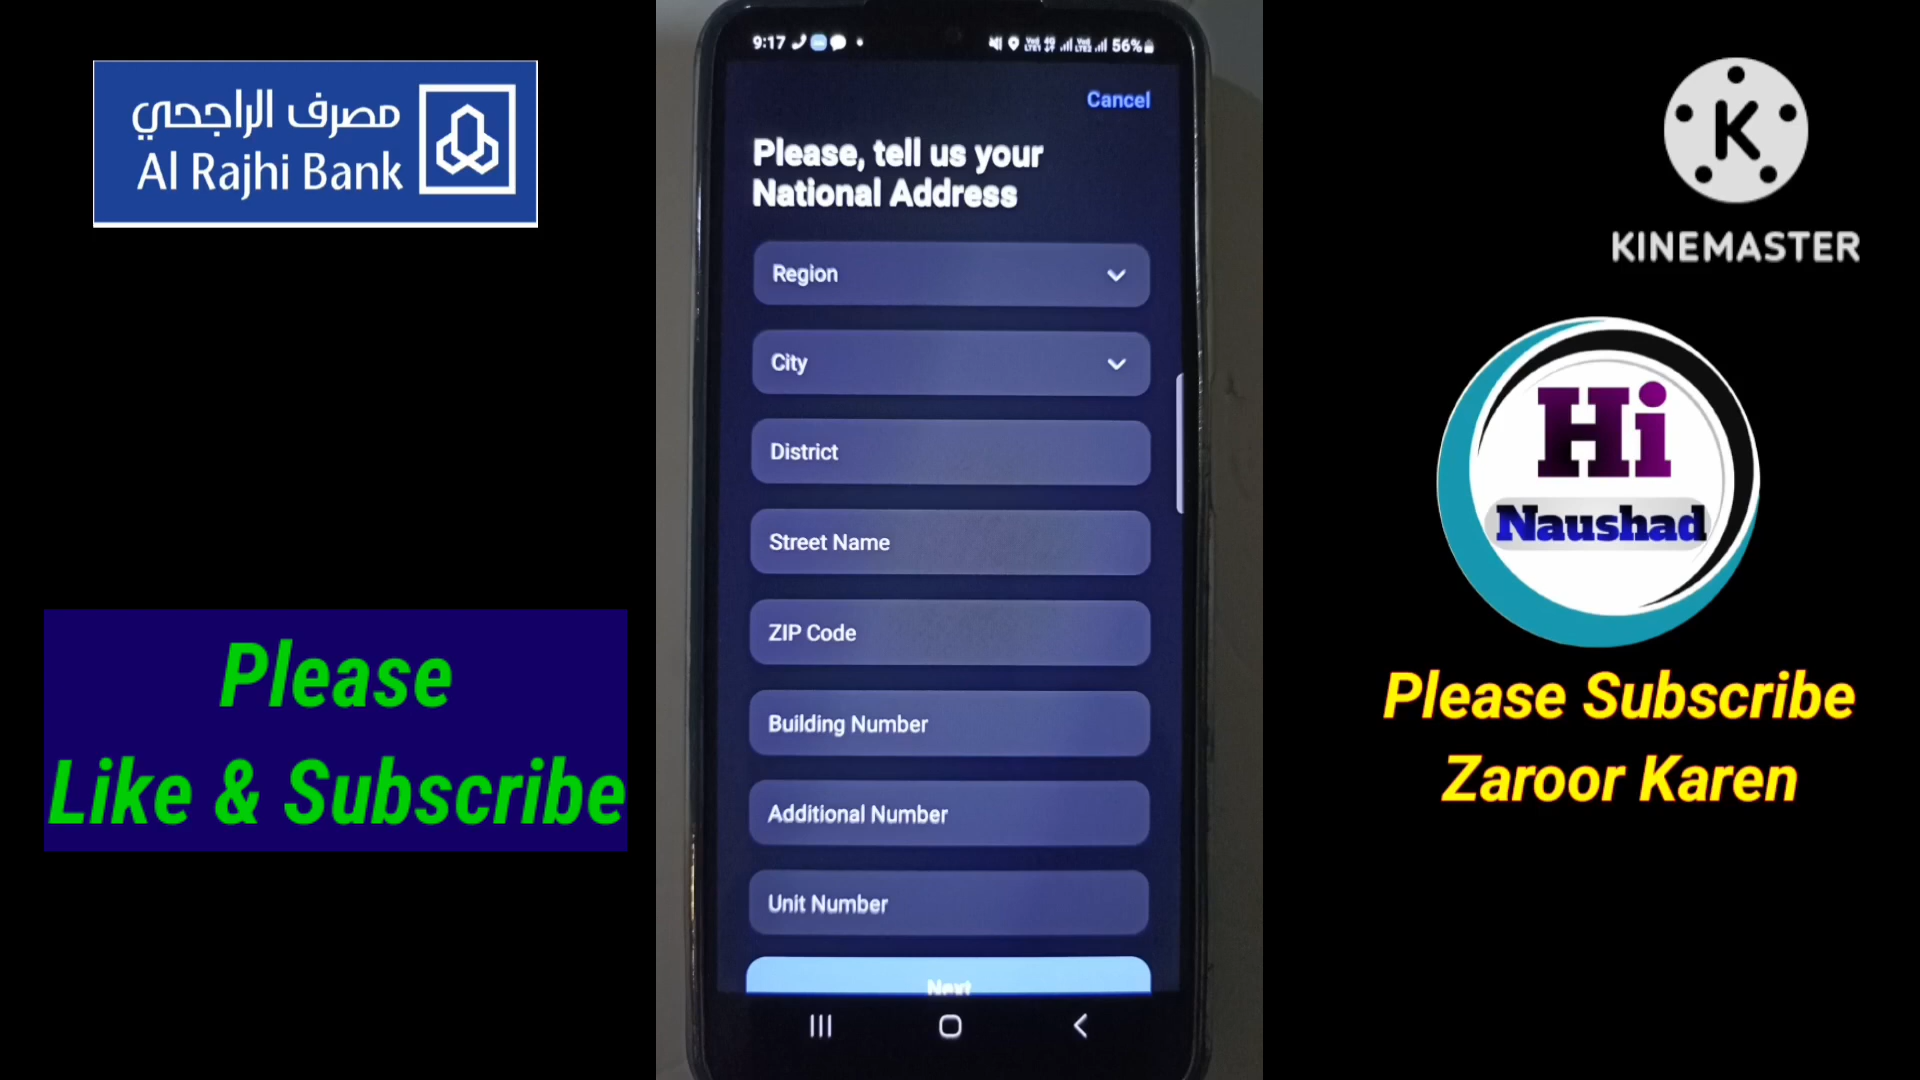 مصرف الراجحي
Al Rajhi Bank
Please
Like & Subscribe
9:17
56%
Cancel
Please, tell us your
National Address
Region
City
District
Street Name
ZIP Code
Building Number
Additional Number
Unit Number
Next
K
KINEMASTER
Hi
Naushad
Please Subscribe
Zaroor Karen